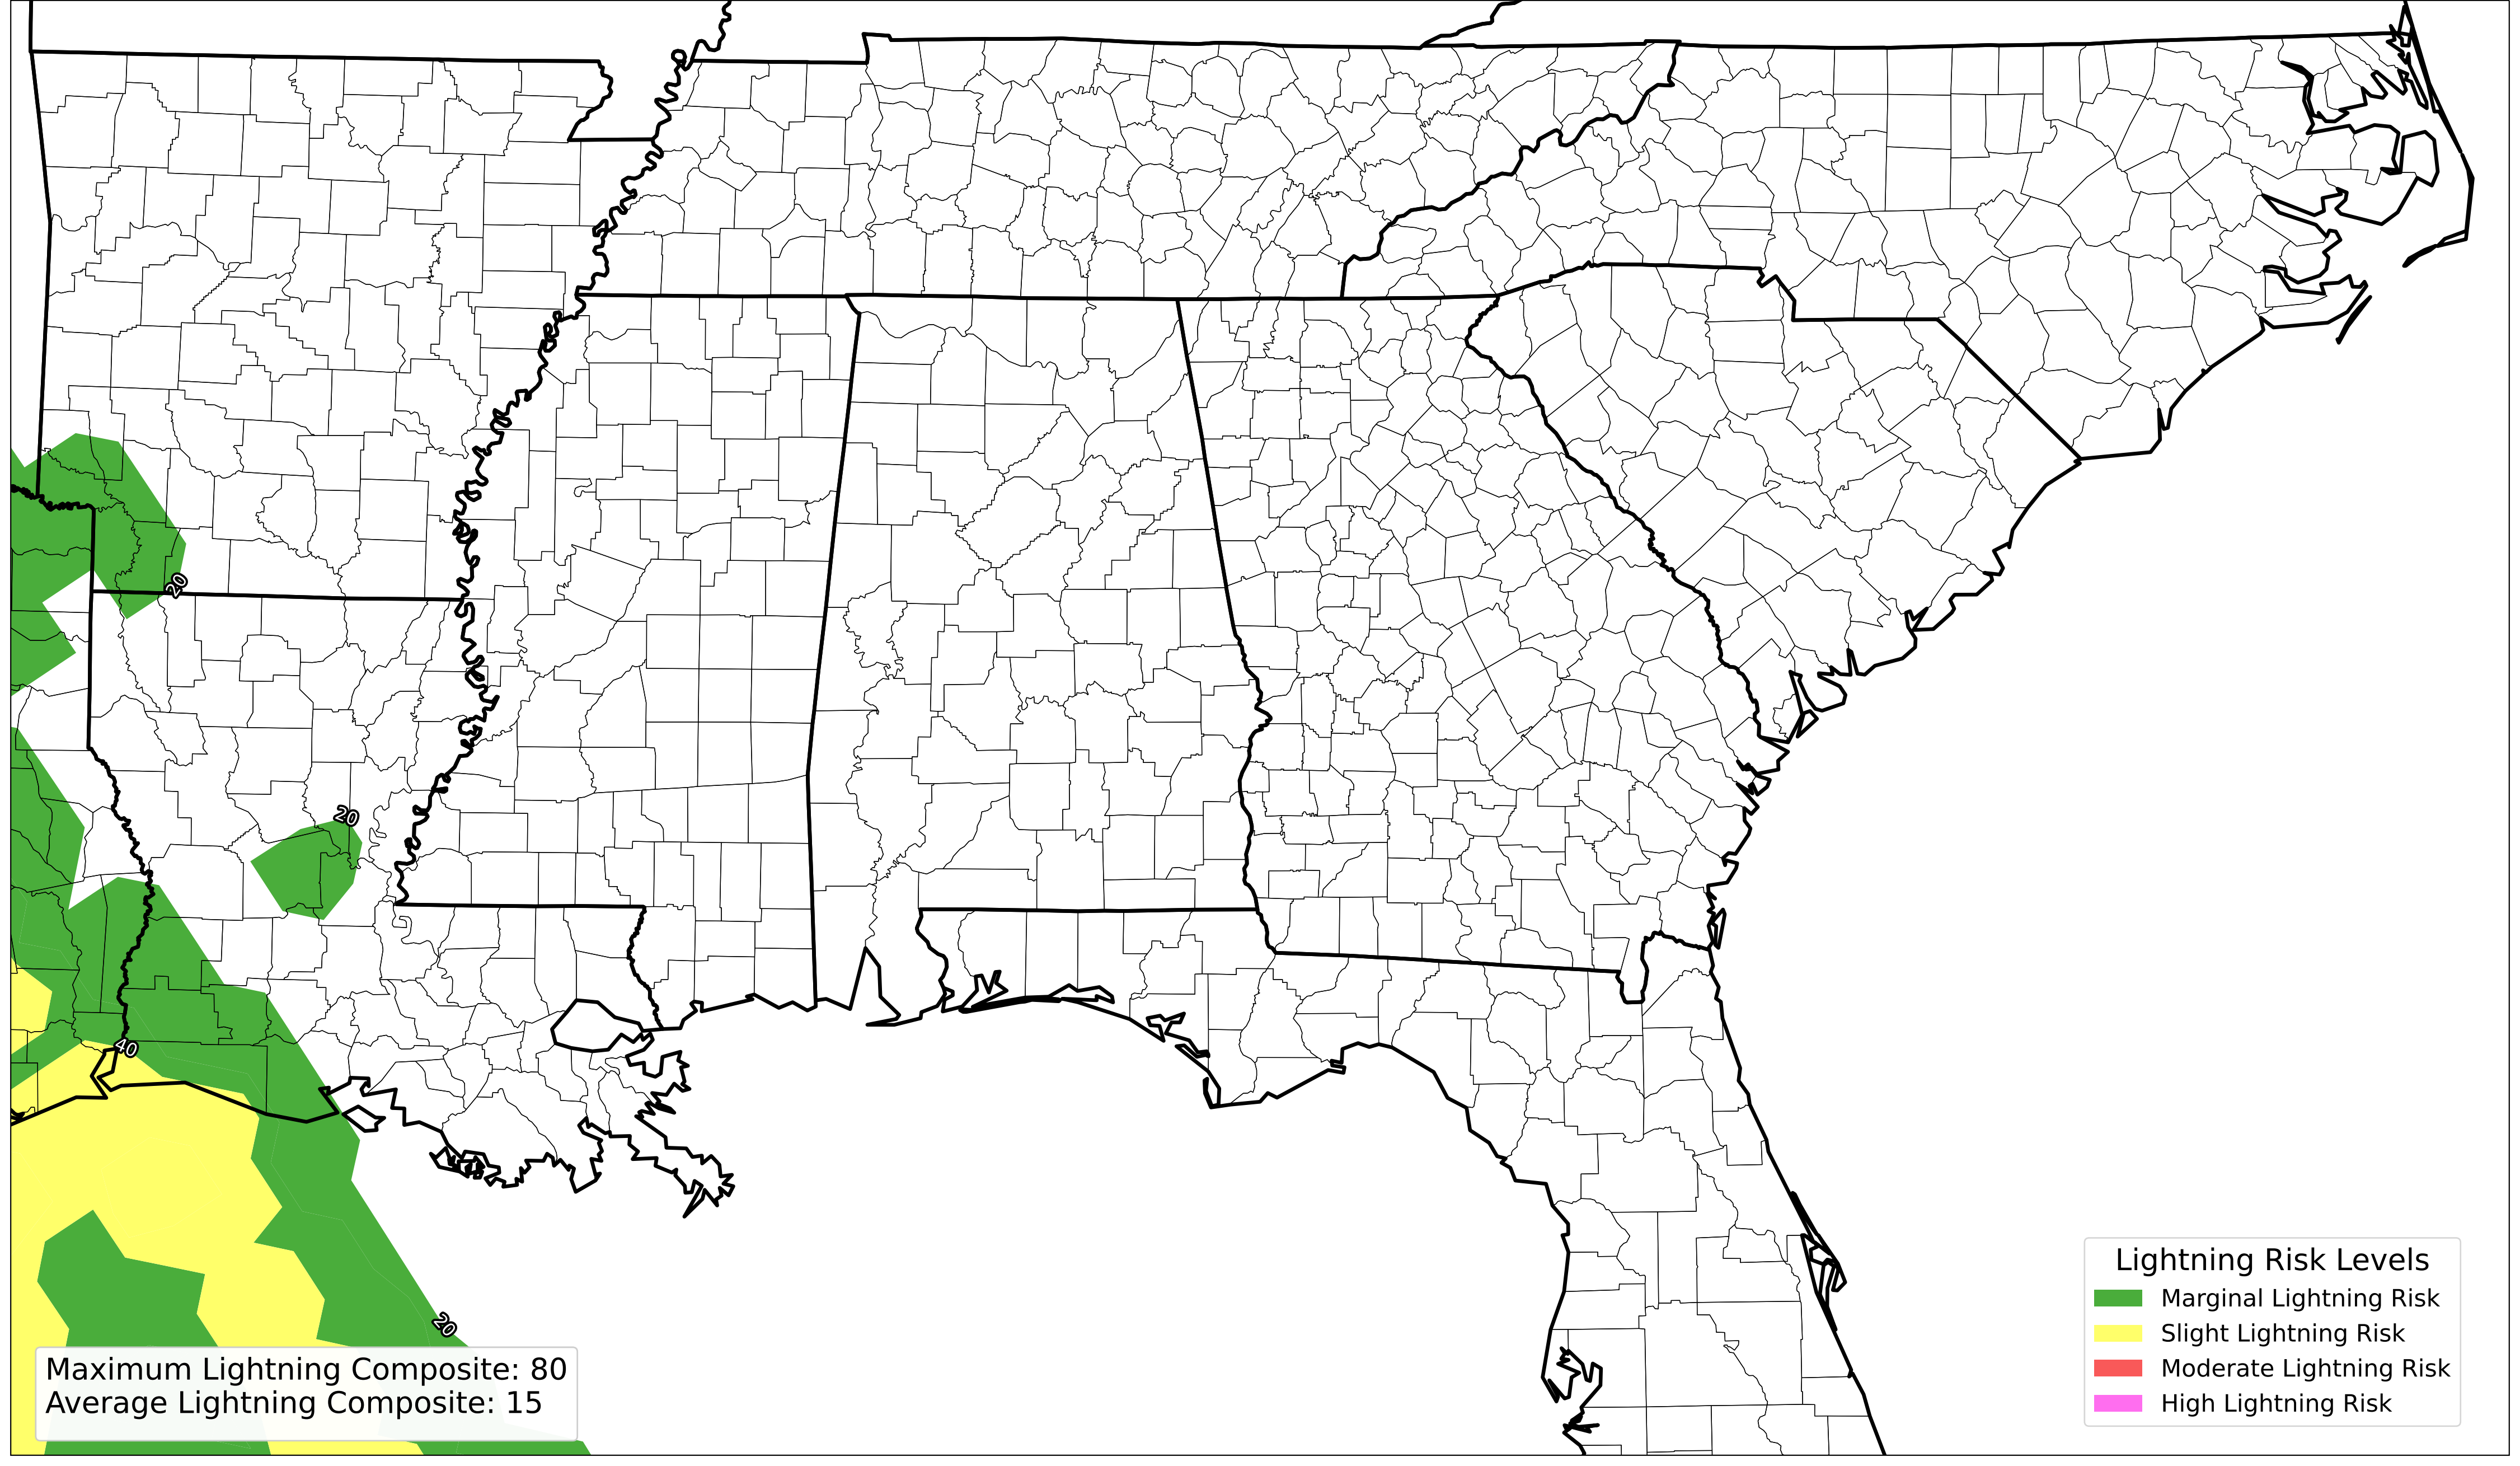 20
20
40
20
Maximum Lightning Composite: 80
Average Lightning Composite: 15
Lightning Risk Levels
Marginal Lightning Risk
Slight Lightning Risk
Moderate Lightning Risk
High Lightning Risk